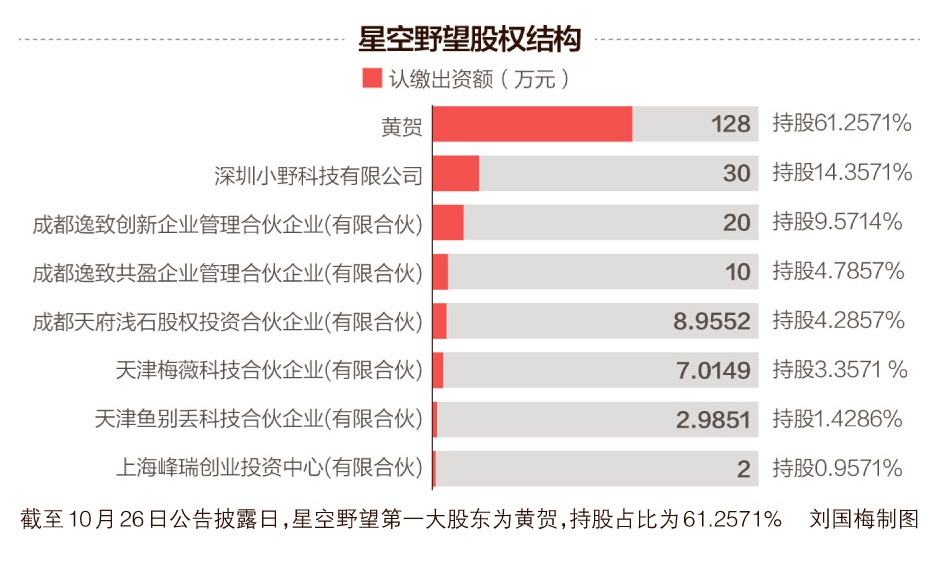 星空野望股权结构
认缴出资额（万元）
黄贺 128 持股61.2571%
深圳小野科技有限公司 30 持股14.3571%
成都逸致创新企业管理合伙企业(有限合伙) 20 持股9.5714%
成都逸致共盈企业管理合伙企业(有限合伙) 10 持股4.7857%
成都天府浅石股权投资合伙企业(有限合伙) 8.9552 持股4.2857%
天津梅薇科技合伙企业(有限合伙) 7.0149 持股3.3571 %
天津鱼别丢科技合伙企业(有限合伙) 2.9851 持股1.4286%
上海峰瑞创业投资中心(有限合伙) 2 持股0.9571%
截至10月26日公告披露日,星空野望第一大股东为黄贺,持股占比为61.2571% 刘国梅制图